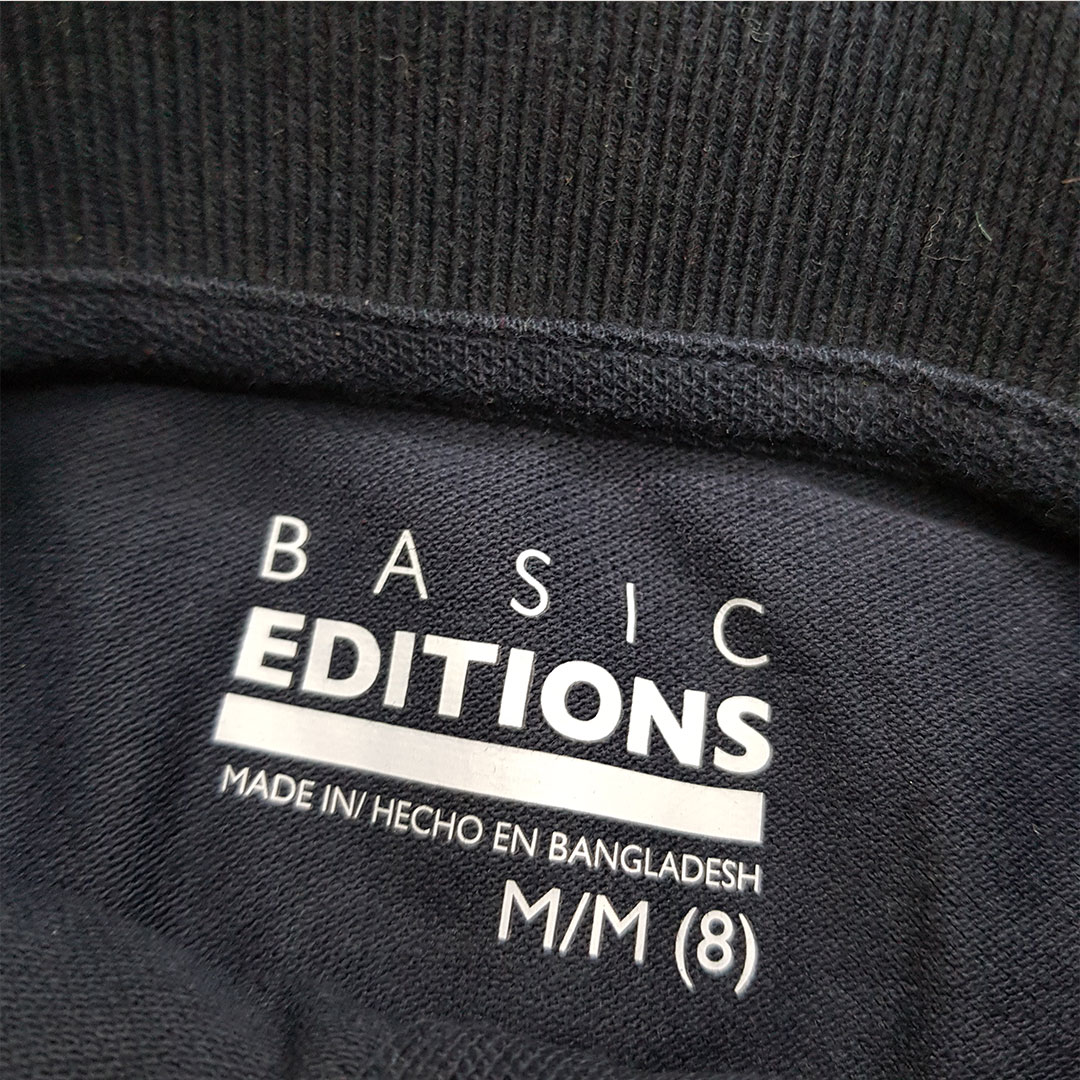 BASIC
EDITIONS
MADE IN/ HECHO EN BANGLADESH
M/M (8)